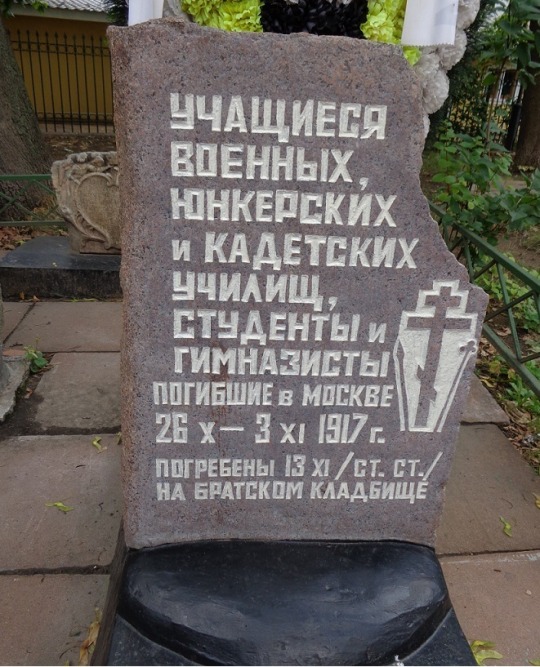 УCHАЩИЕСЯ
ВОЕННЫХ,
ЮНКЕРСКИХ
и КАДЕТСКИХ
УЧИЛИЩ,
СТУДЕНТЫ и
ГИМНАЗИСТЫ
ПОГИБШИЕ в МОСКВЕ
26 X — 3 XI 1917 г.
ПОГРЕБЕНЫ 13 XI /СТ. СТ./
НА БРАТСКОМ КЛАДБИЩЕ